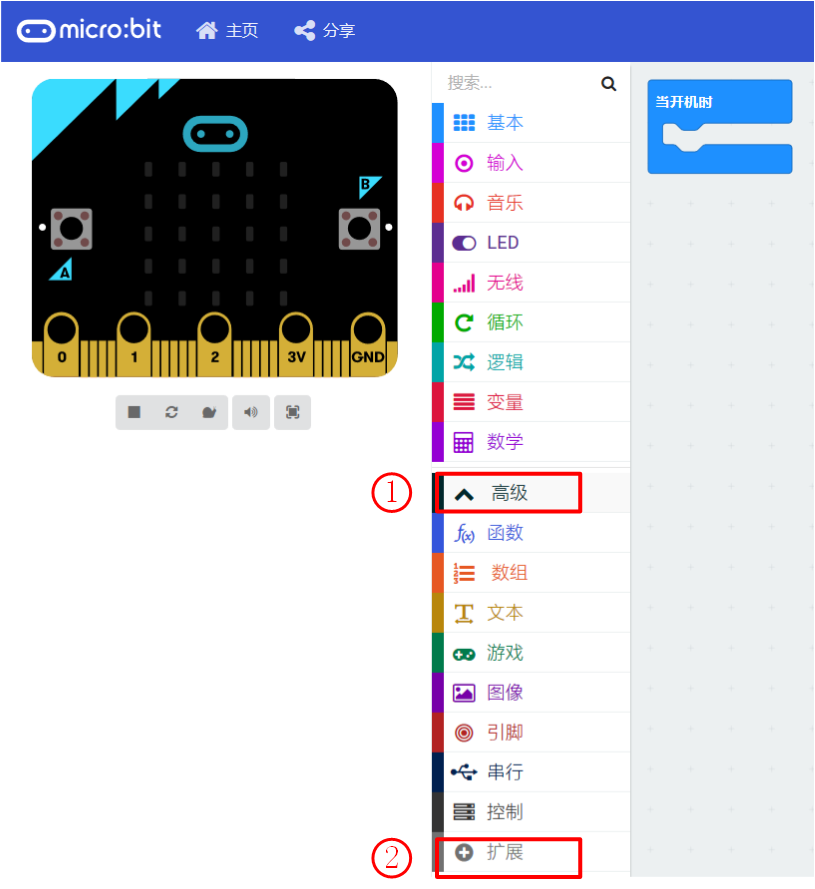 micro:bit 主页 分享
搜索...
基本
输入
音乐
LED
无线
循环
逻辑
变量
数学
① 高级
f(x) 函数
数组
文本
游戏
图像
引脚
串行
控制
② 扩展
当开机时
B
A
0 1 2 3V GND